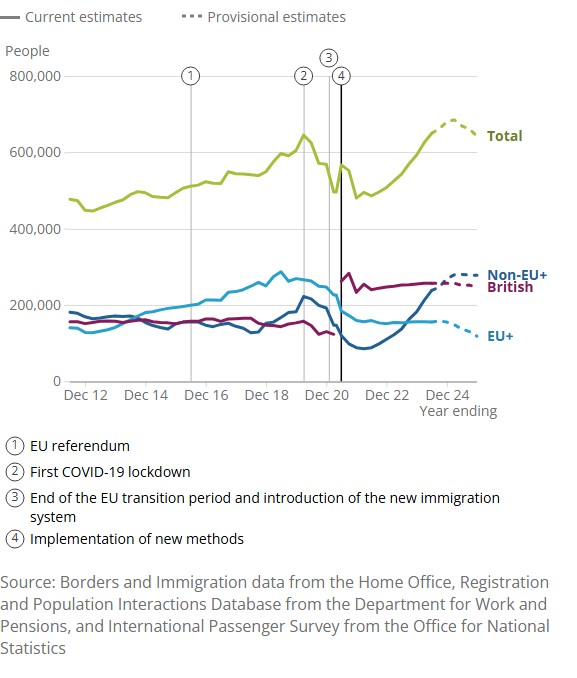 Current estimates
Provisional estimates
People
3
1
2
4
800,000
Total
600,000
400,000
Non-EU+
British
200,000
EU+
0
Dec 12 Dec 14 Dec 16 Dec 18 Dec 20 Dec 22 Dec 24
Year ending
1 EU referendum
2 First COVID-19 lockdown
3 End of the EU transition period and introduction of the new immigration
system
4 Implementation of new methods
Source: Borders and Immigration data from the Home Office, Registration
and Population Interactions Database from the Department for Work and
Pensions, and International Passenger Survey from the Office for National
Statistics